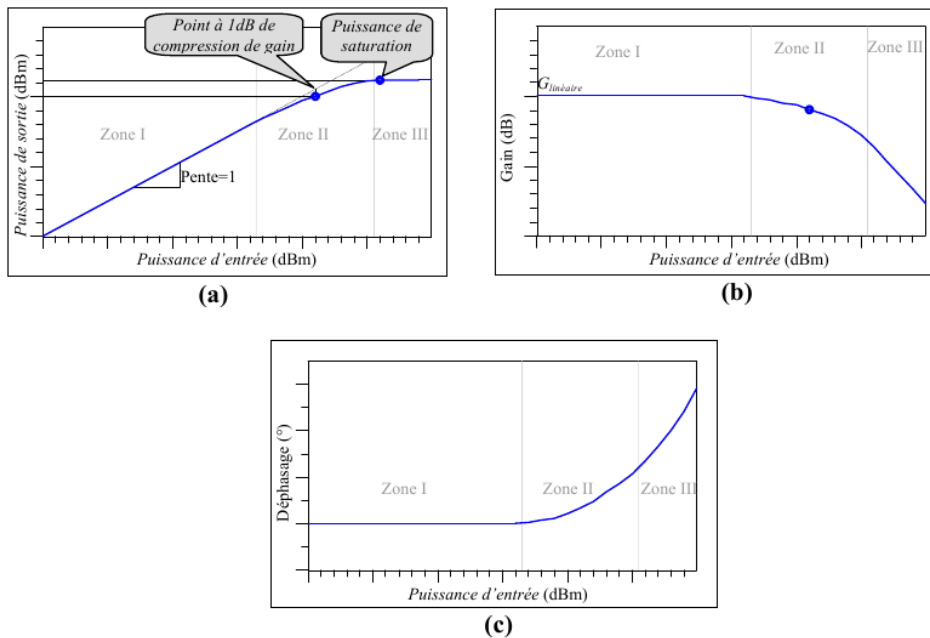 Point à 1dB de
compression de gain
Puissance de
saturation
Puissance de sortie (dBm)
Zone I
Zone II
Zone III
Pente=1
Puissance d'entrée (dBm)
(a)
Zone I
Zone II
Zone III
Glinéaire
Gain (dB)
Puissance d'entrée (dBm)
(b)
Déphasage (°)
Zone I
Zone II
Zone III
Puissance d'entrée (dBm)
(c)